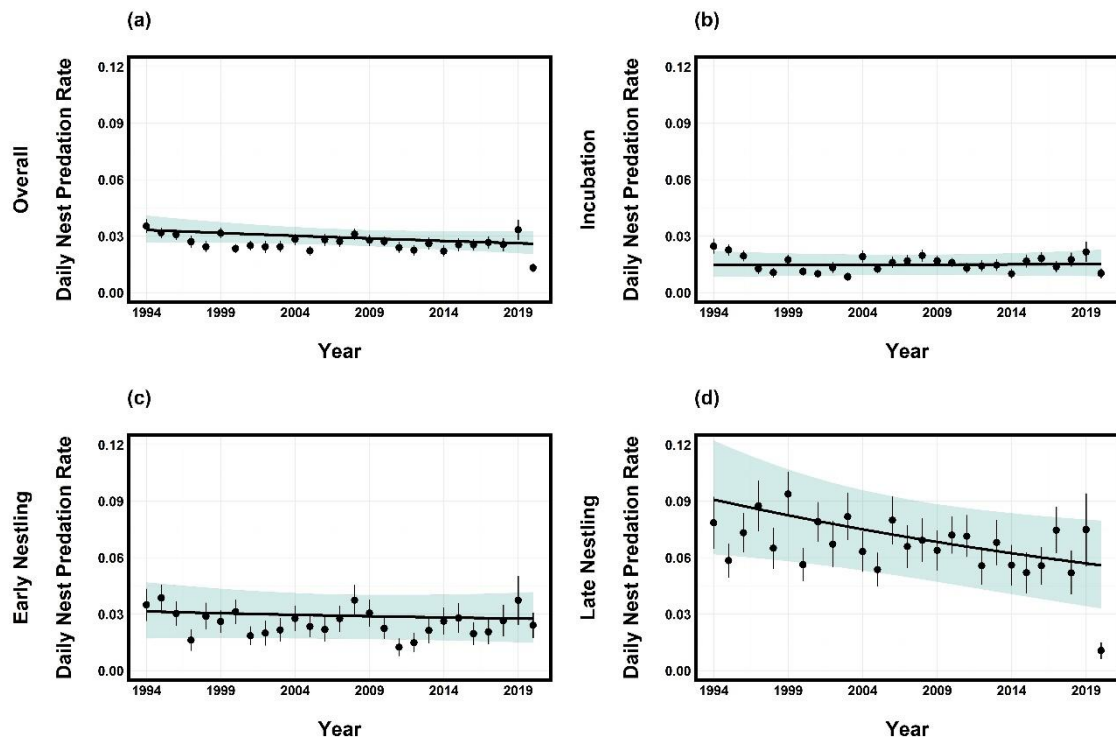 (a)
(b)
Overall
Daily Nest Predation Rate
0.12
0.09
0.06
0.03
0.00
1994 1999 2004 2009 2014 2019
Year
Incubation
Daily Nest Predation Rate
0.12
0.09
0.06
0.03
0.00
1994 1999 2004 2009 2014 2019
Year
(c)
(d)
Early Nestling
Daily Nest Predation Rate
0.12
0.09
0.06
0.03
0.00
1994 1999 2004 2009 2014 2019
Year
Late Nestling
Daily Nest Predation Rate
0.12
0.09
0.06
0.03
0.00
1994 1999 2004 2009 2014 2019
Year